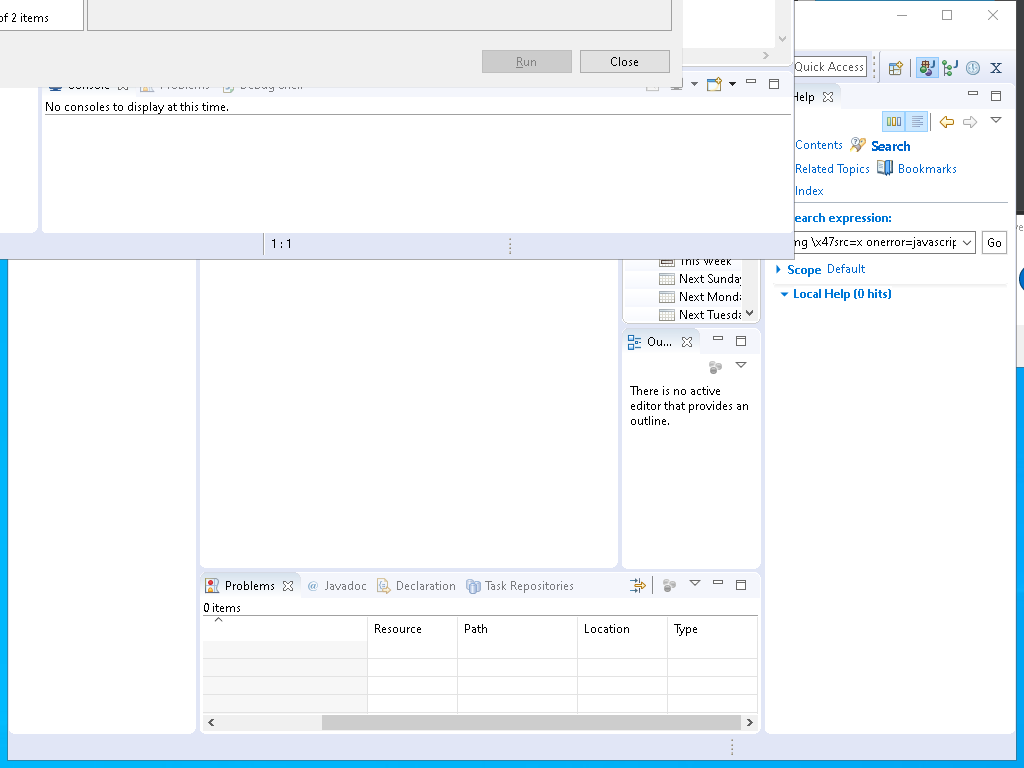 of 2 items
Run
Close
Console
Problems
Debug Shell
No consoles to display at this time.
1 : 1
Quick Access
Help
Contents
Search
Related Topics
Bookmarks
Index
earch expression:
mg \x47src=x onerror=javascrip
Go
Scope
Default
Local Help (0 hits)
This Week
Next Sunday
Next Monda
Next Tuesda
Ou...
There is no active
editor that provides an
outline.
Problems
@ Javadoc
Declaration
Task Repositories
0 items
Resource
Path
Location
Type